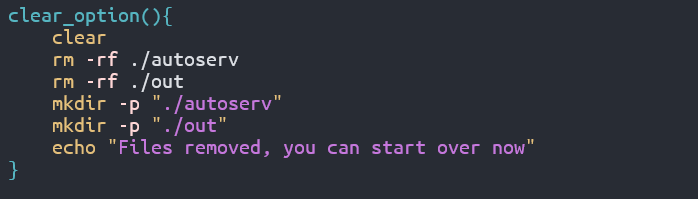 clear_option(){
    clear
    rm -rf ./autoserv
    rm -rf ./out
    mkdir -p "./autoserv"
    mkdir -p "./out"
    echo "Files removed, you can start over now"
}